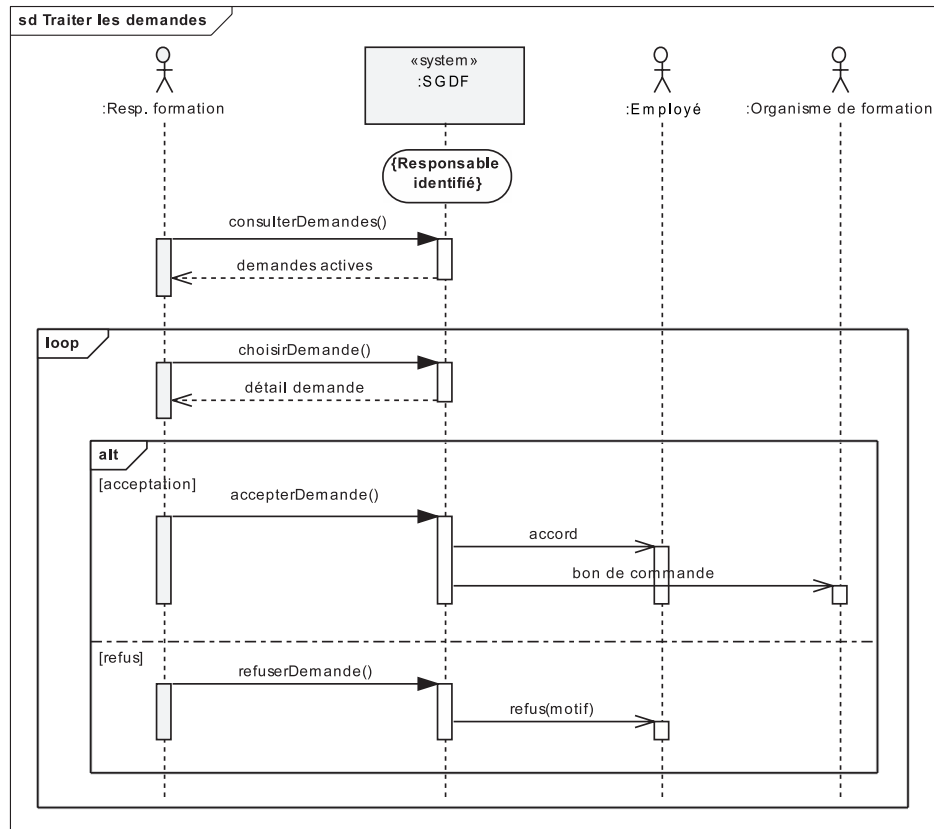 sd Traiter les demandes
«system»
:SGDF
:Resp. formation
:Employé
:Organisme de formation
{Responsable
identifié}
consulterDemandes()
demandes actives
loop
choisirDemande()
détail demande
alt
[acceptation]
accepterDemande()
accord
bon de commande
[refus]
refuserDemande()
refus(motif)